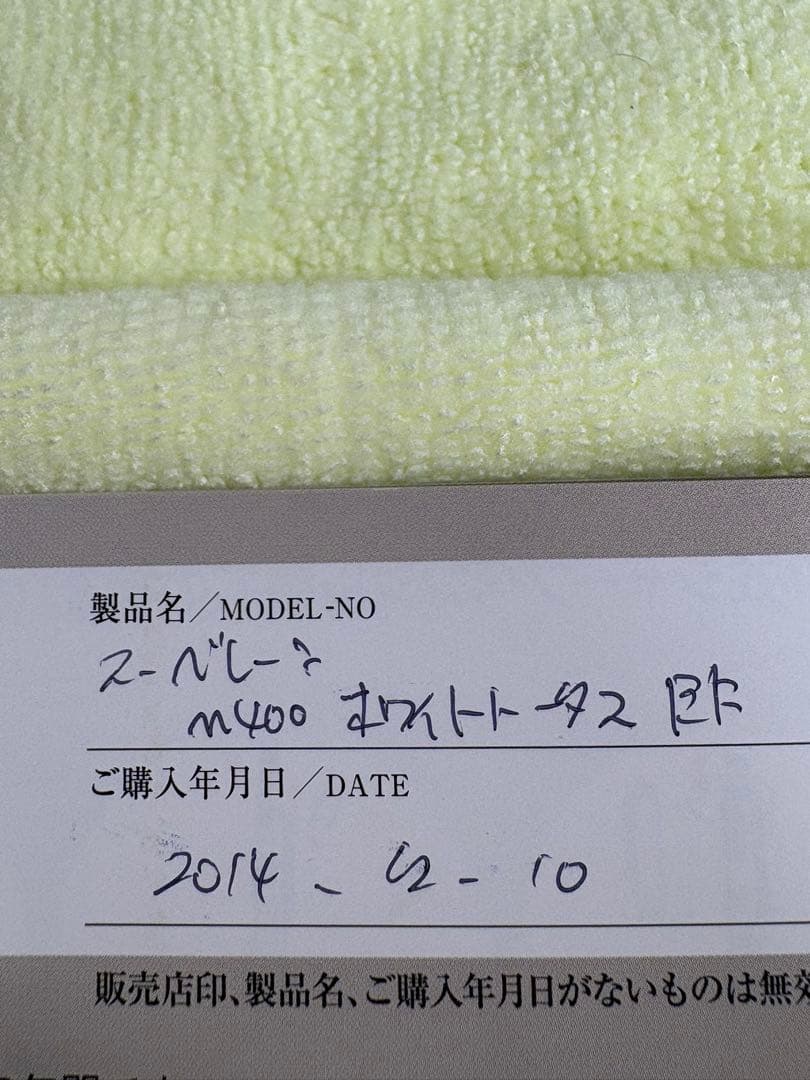 製品名／MODEL-NO
スーベレーン
M400 ホワイトトータス
ご購入年月日／DATE
2014 - 12 - 10
販売店印、製品名、ご購入年月日がないものは無効